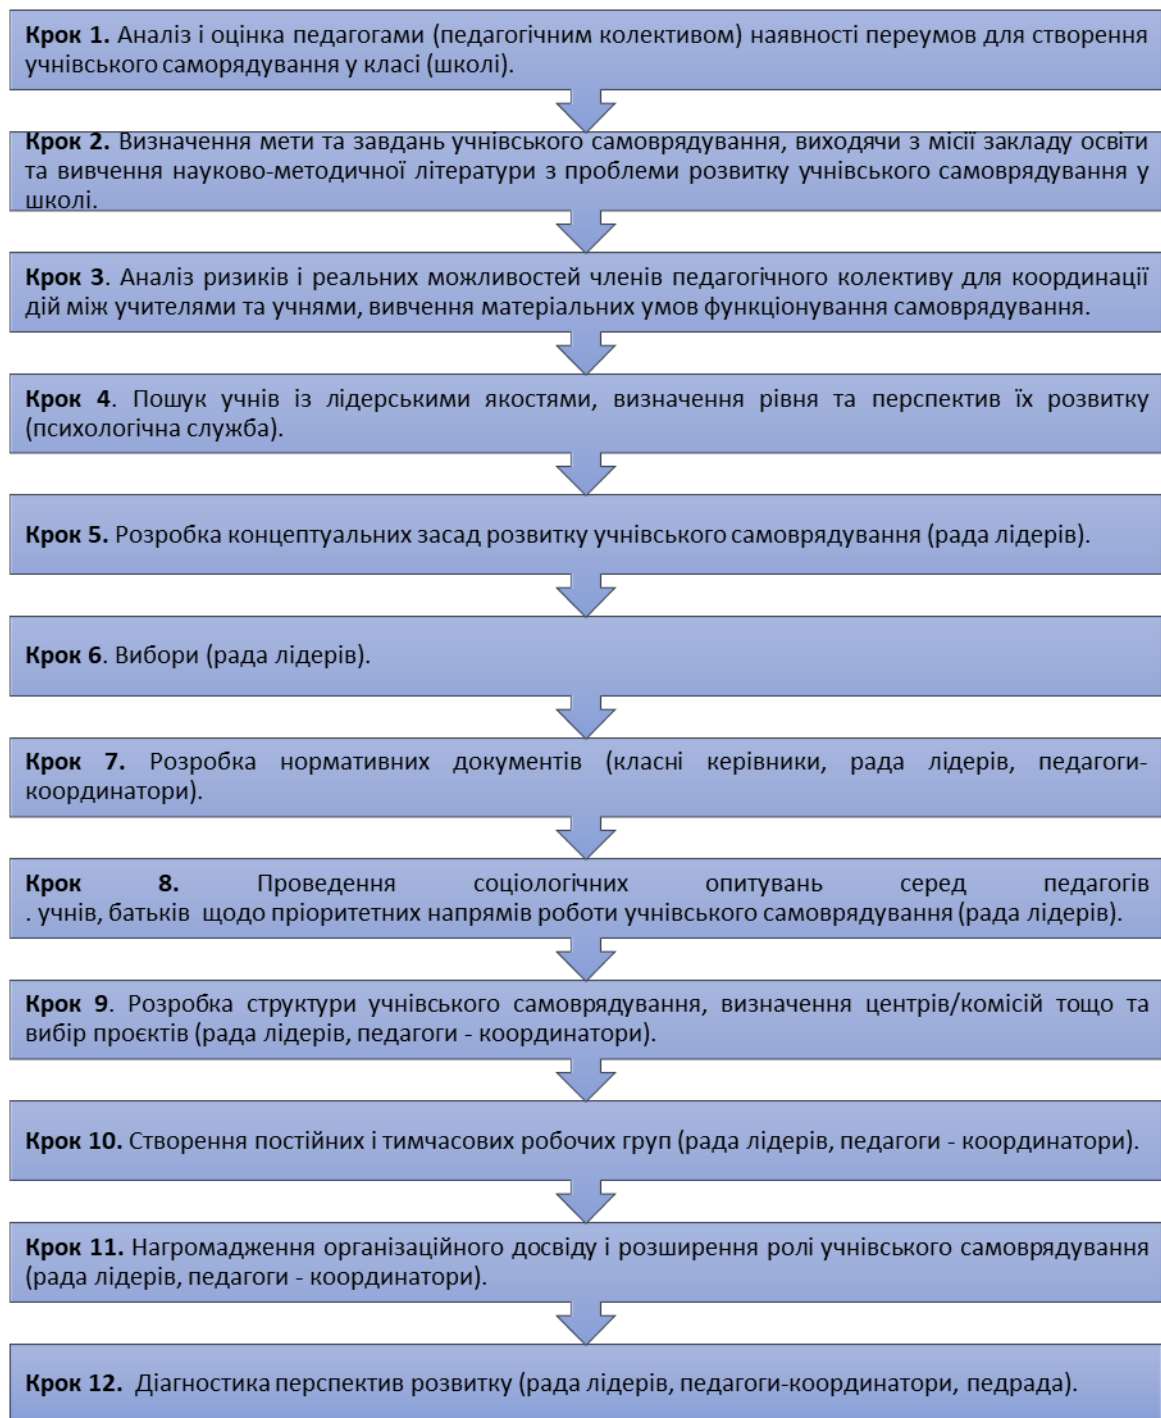 Крок 1. Аналіз і оцінка педагогами (педагогічним колективом) наявності переумов для створення
учнівського саморядування у класі (школі).
Крок 2. Визначення мети та завдань учнівського самоврядування, виходячи з місії закладу освіти
та вивчення науково-методичної літератури з проблеми розвитку учнівського самоврядування у
школі.
Крок 3. Аналіз ризиків і реальних можливостей членів педагогічного колективу для координації
дій між учителями та учнями, вивчення матеріальних умов функціонування самоврядування.
Крок 4. Пошук учнів із лідерськими якостями, визначення рівня та перспектив їх розвитку
(психологічна служба).
Крок 5. Розробка концептуальних засад розвитку учнівського самоврядування (рада лідерів).
Крок 6. Вибори (рада лідерів).
Крок 7. Розробка нормативних документів (класні керівники, рада лідерів, педагоги-
координатори).
Крок 8. Проведення соціологічних опитувань серед педагогів
. учнів, батьків щодо пріоритетних напрямів роботи учнівського самоврядування (рада лідерів).
Крок 9. Розробка структури учнівського самоврядування, визначення центрів/комісій тощо та
вибір проєктів (рада лідерів, педагоги - координатори).
Крок 10. Створення постійних і тимчасових робочих груп (рада лідерів, педагоги - координатори).
Крок 11. Нагромадження організаційного досвіду і розширення ролі учнівського самоврядування
(рада лідерів, педагоги - координатори).
Крок 12. Діагностика перспектив розвитку (рада лідерів, педагоги-координатори, педрада).